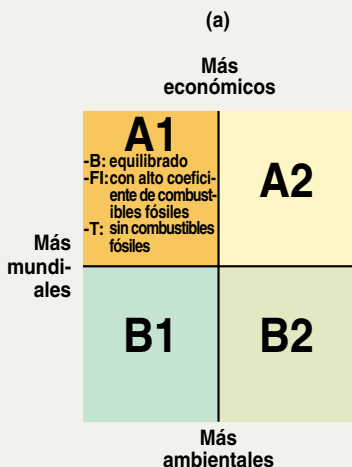 (a)
Más
económicos
A1
-B: equilibrado
-FI: con alto coefici-
ente de combust-
ibles fósiles
-T: sin combustibles
fósiles
A2
Más
mundi-
ales
B1
B2
Más
ambientales